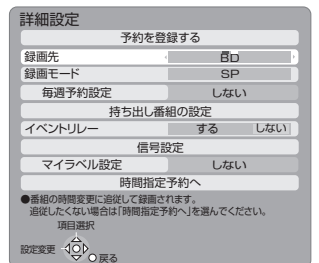 詳細設定
予約を登録する
録画先 BD
録画モード SP
毎週予約設定 しない
持ち出し番組の設定
イベントリレー する しない
信号設定
マイラベル設定 しない
時間指定予約へ
●番組の時間変更に追従して録画されます。
追従したくない場合は「時間指定予約へ」を選んでください。
項目選択
設定変更 戻る